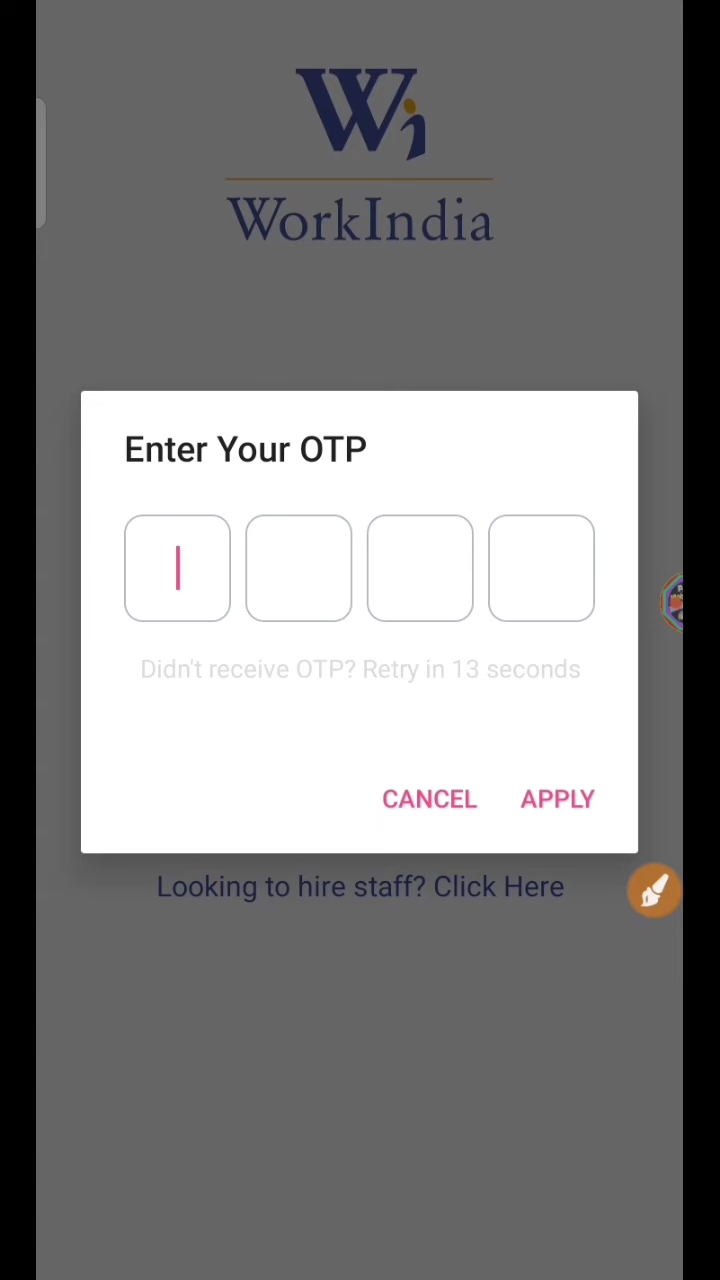 Wi
WorkIndia
Enter Your OTP
Didn't receive OTP? Retry in 13 seconds
CANCEL APPLY
Looking to hire staff? Click Here